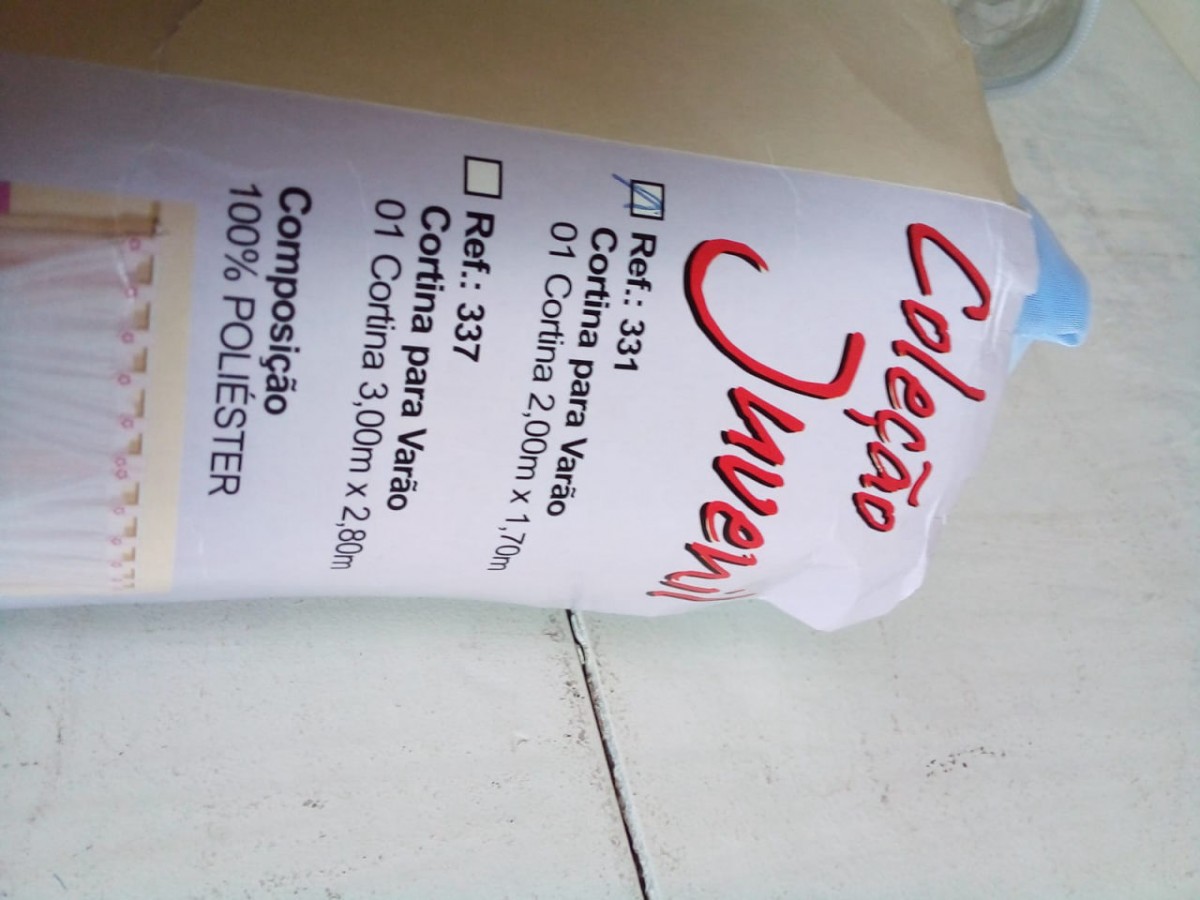 Coleção
Juvenil
Ref.: 331
Cortina para Varão
01 Cortina 2,00m x 1,70m
Ref.: 337
Cortina para Varão
01 Cortina 3,00m x 2,80m
Composição
100% POLIÉSTER